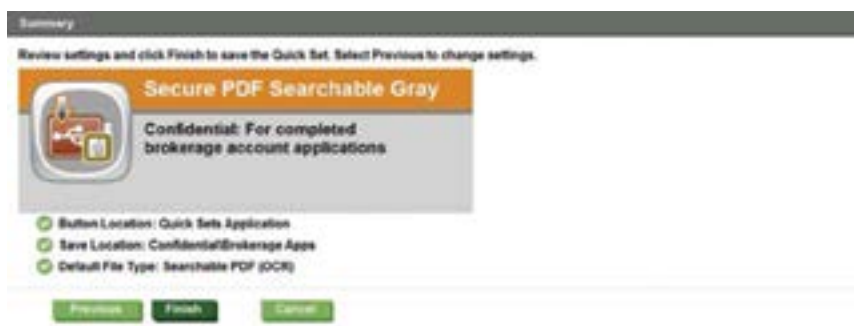 Summary
Review settings and click Finish to save the Quick Set. Select Previous to change settings.
Secure PDF Searchable Gray
Confidential: For completed
brokerage account applications
Button Location: Quick Sets Application
Save Location: Confidential\Brokerage Apps
Default File Type: Searchable PDF (OCR)
Previous Finish Cancel